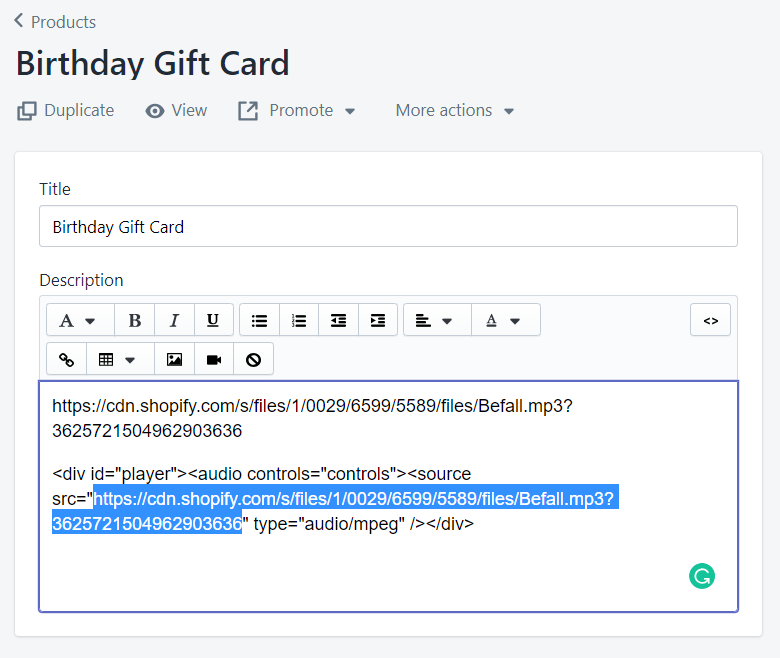 Products
Birthday Gift Card
Duplicate View Promote More actions
Title
Birthday Gift Card
Description
A B I U A <>
https://cdn.shopify.com/s/files/1/0029/6599/5589/files/Befall.mp3?
3625721504962903636
<div id="player"><audio controls="controls"><source
src="https://cdn.shopify.com/s/files/1/0029/6599/5589/files/Befall.mp3?
3625721504962903636" type="audio/mpeg" /></div>